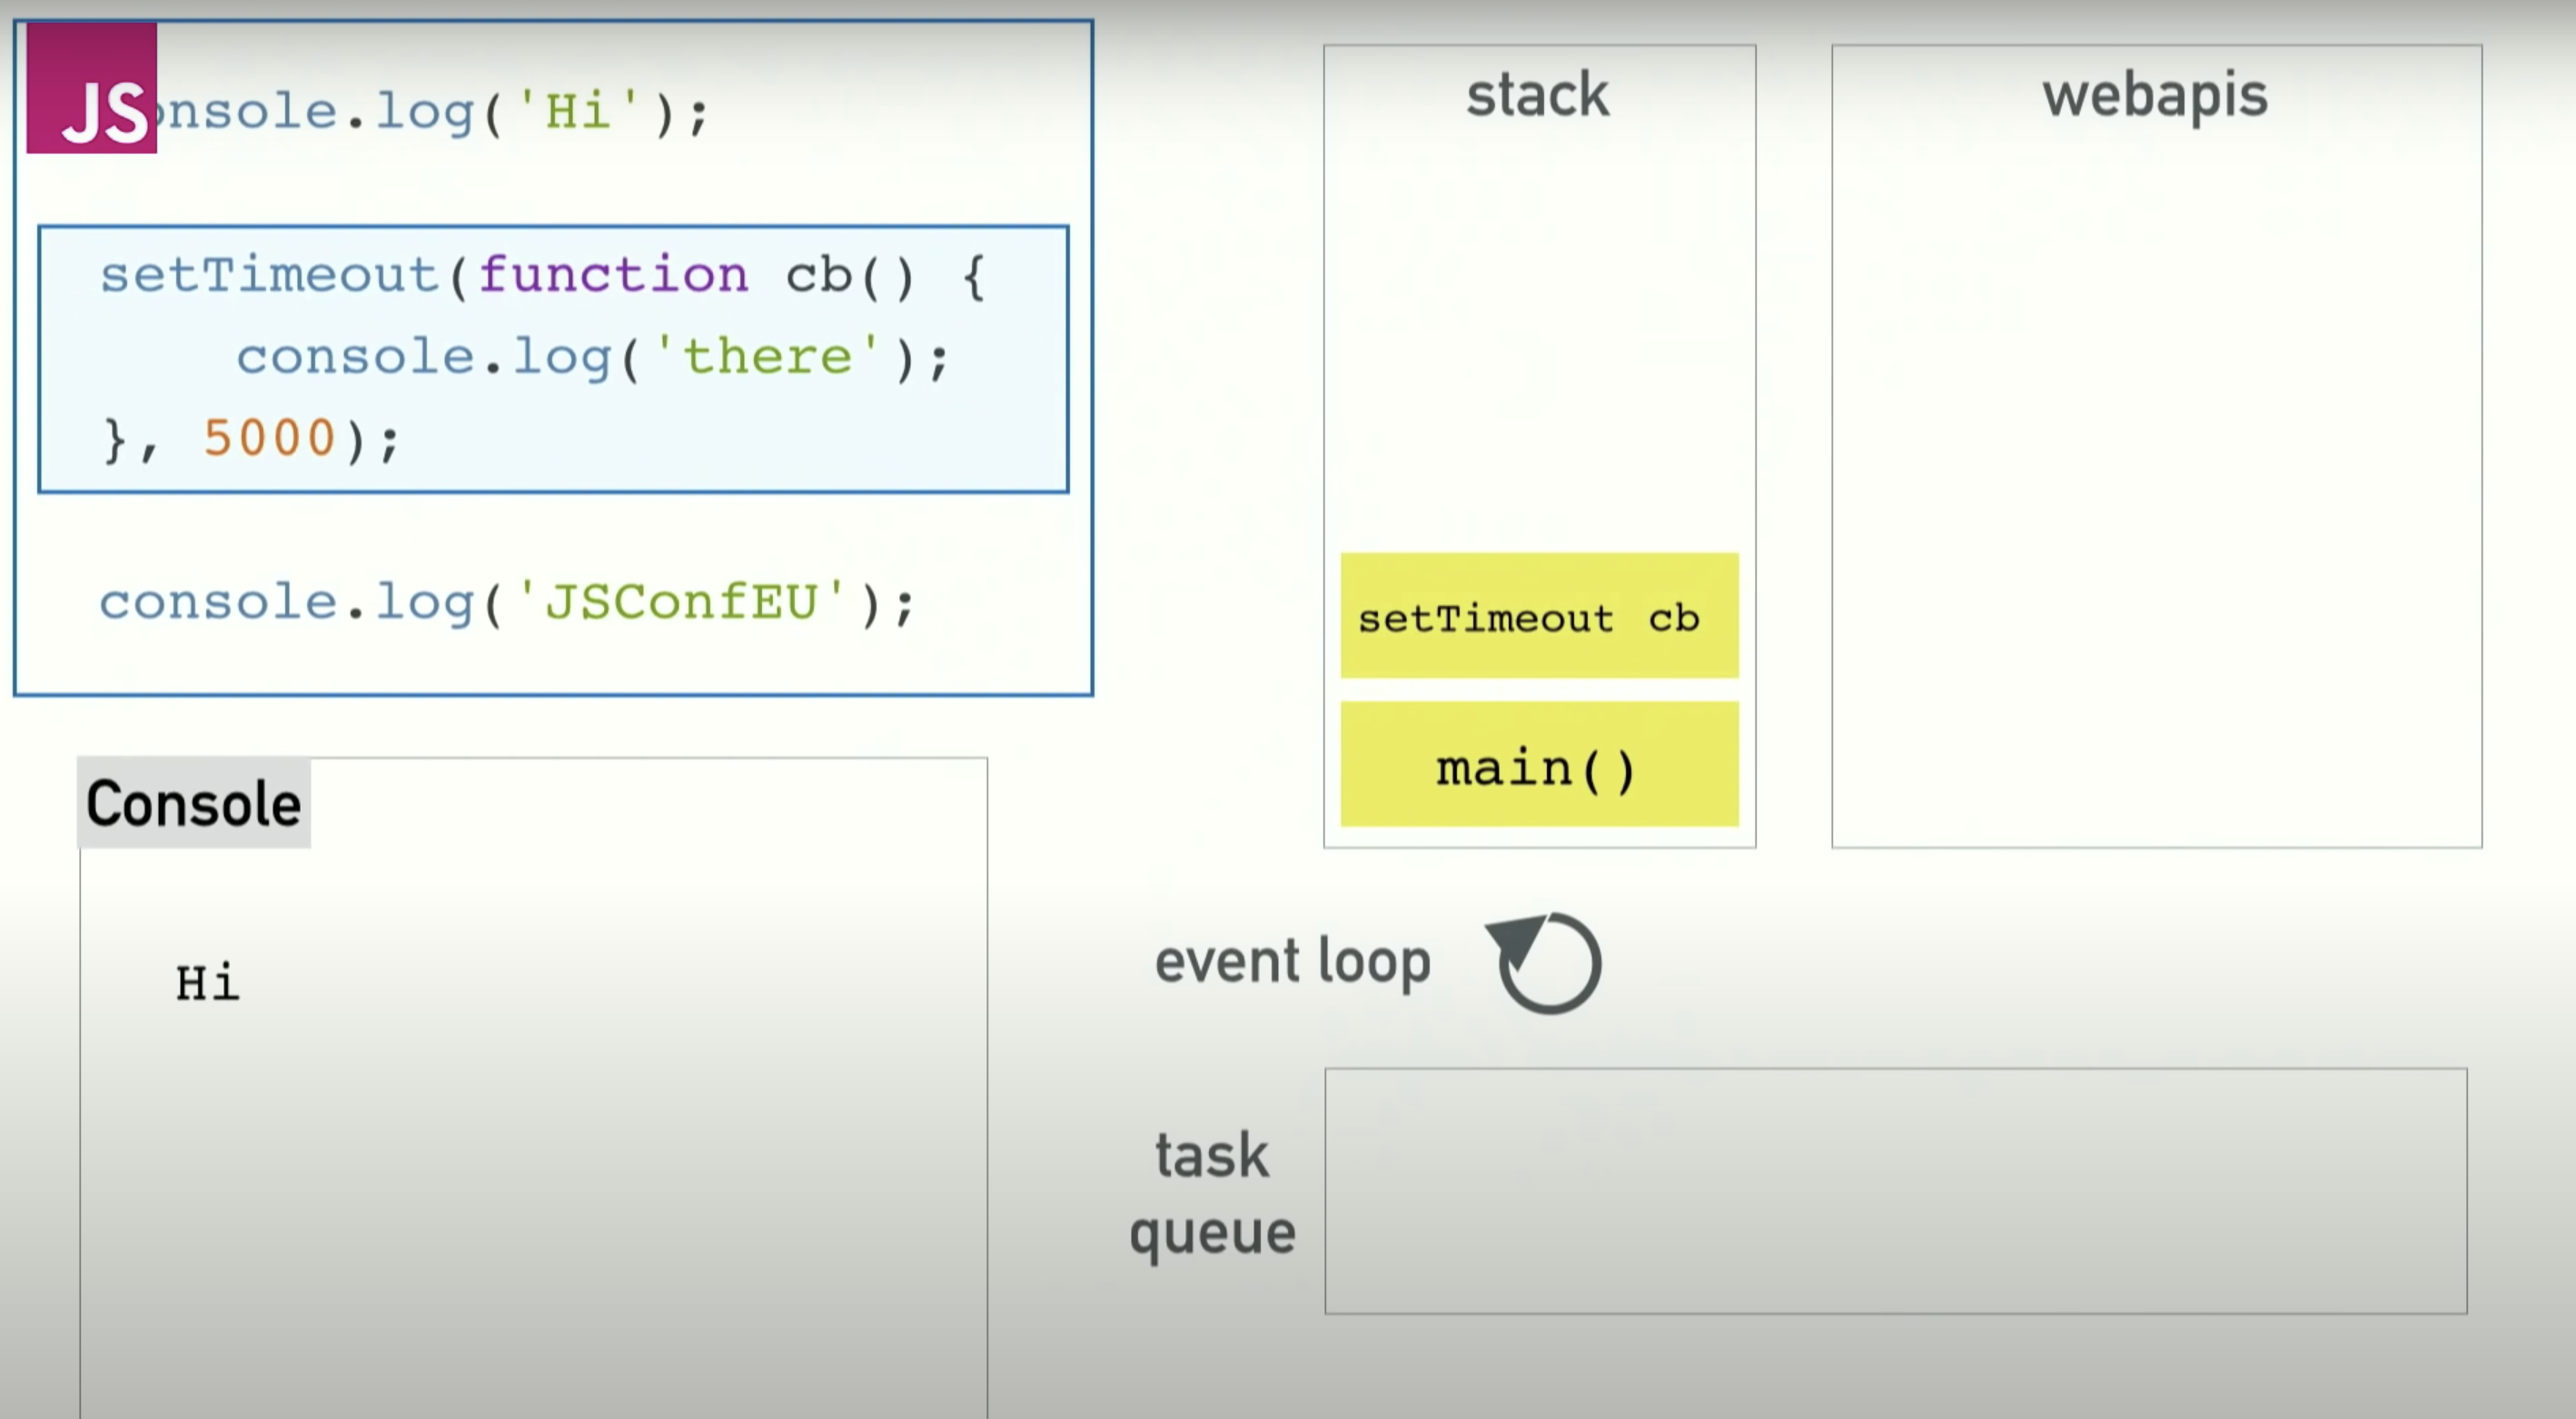 JS
onsole.log('Hi');
setTimeout(function cb() {
console.log('there');
}, 5000);
console.log('JSConfEU');
Console
Hi
stack
setTimeout cb
main()
webapis
event loop
task
queue